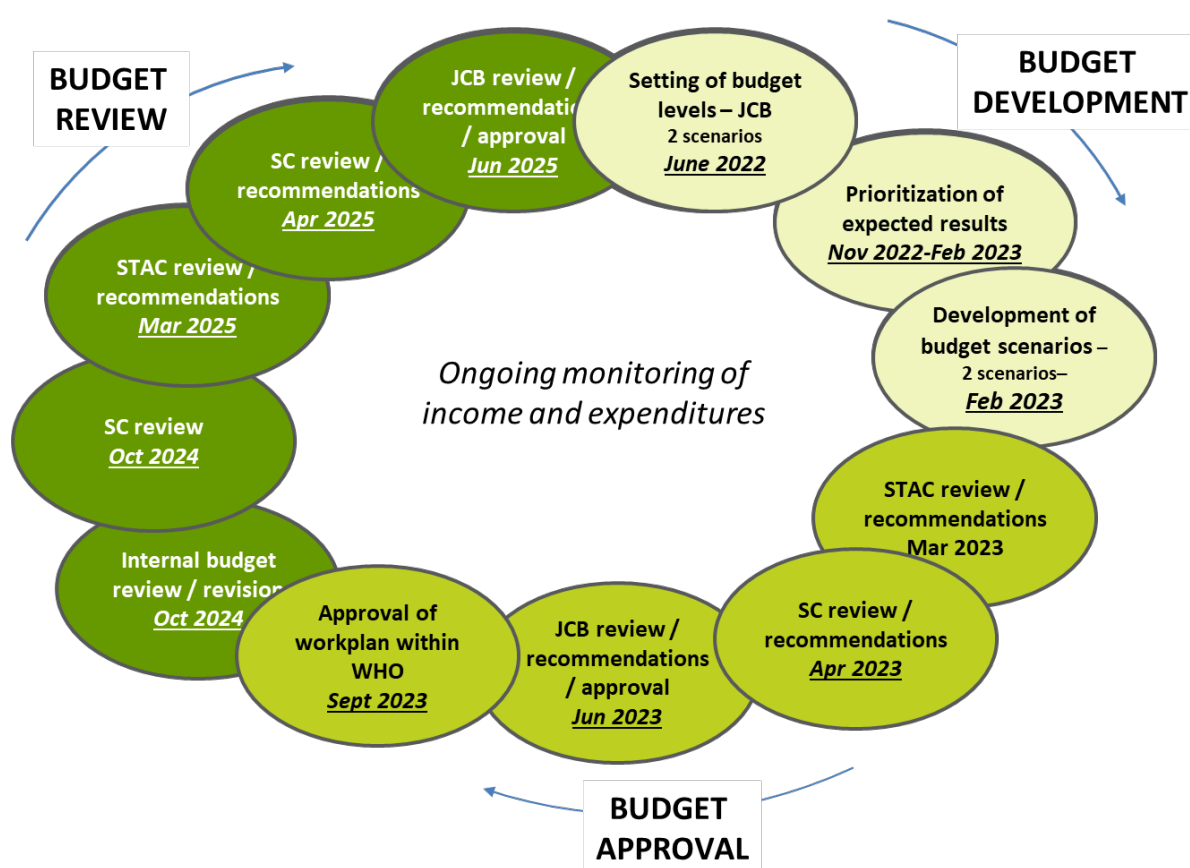 BUDGET
REVIEW
BUDGET
DEVELOPMENT
Setting of budget
levels – JCB
2 scenarios
June 2022
Prioritization of
expected results
Nov 2022-Feb 2023
Development of
budget scenarios –
2 scenarios–
Feb 2023
STAC review /
recommendations
Mar 2023
SC review /
recommendations
Apr 2023
JCB review /
recommendations
/ approval
Jun 2023
Approval of
workplan within
WHO
Sept 2023
Internal budget
review / revision
Oct 2024
SC review
Oct 2024
STAC review /
recommendations
Mar 2025
SC review /
recommendations
Apr 2025
JCB review /
/ approval
Jun 2025
Ongoing monitoring of
income and expenditures
BUDGET
APPROVAL